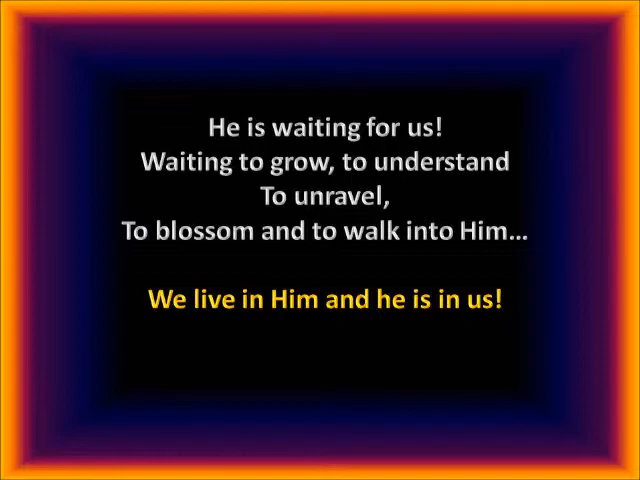 He is waiting for us!
Waiting to grow, to understand
To unravel,
To blossom and to walk into Him…
We live in Him and he is in us!